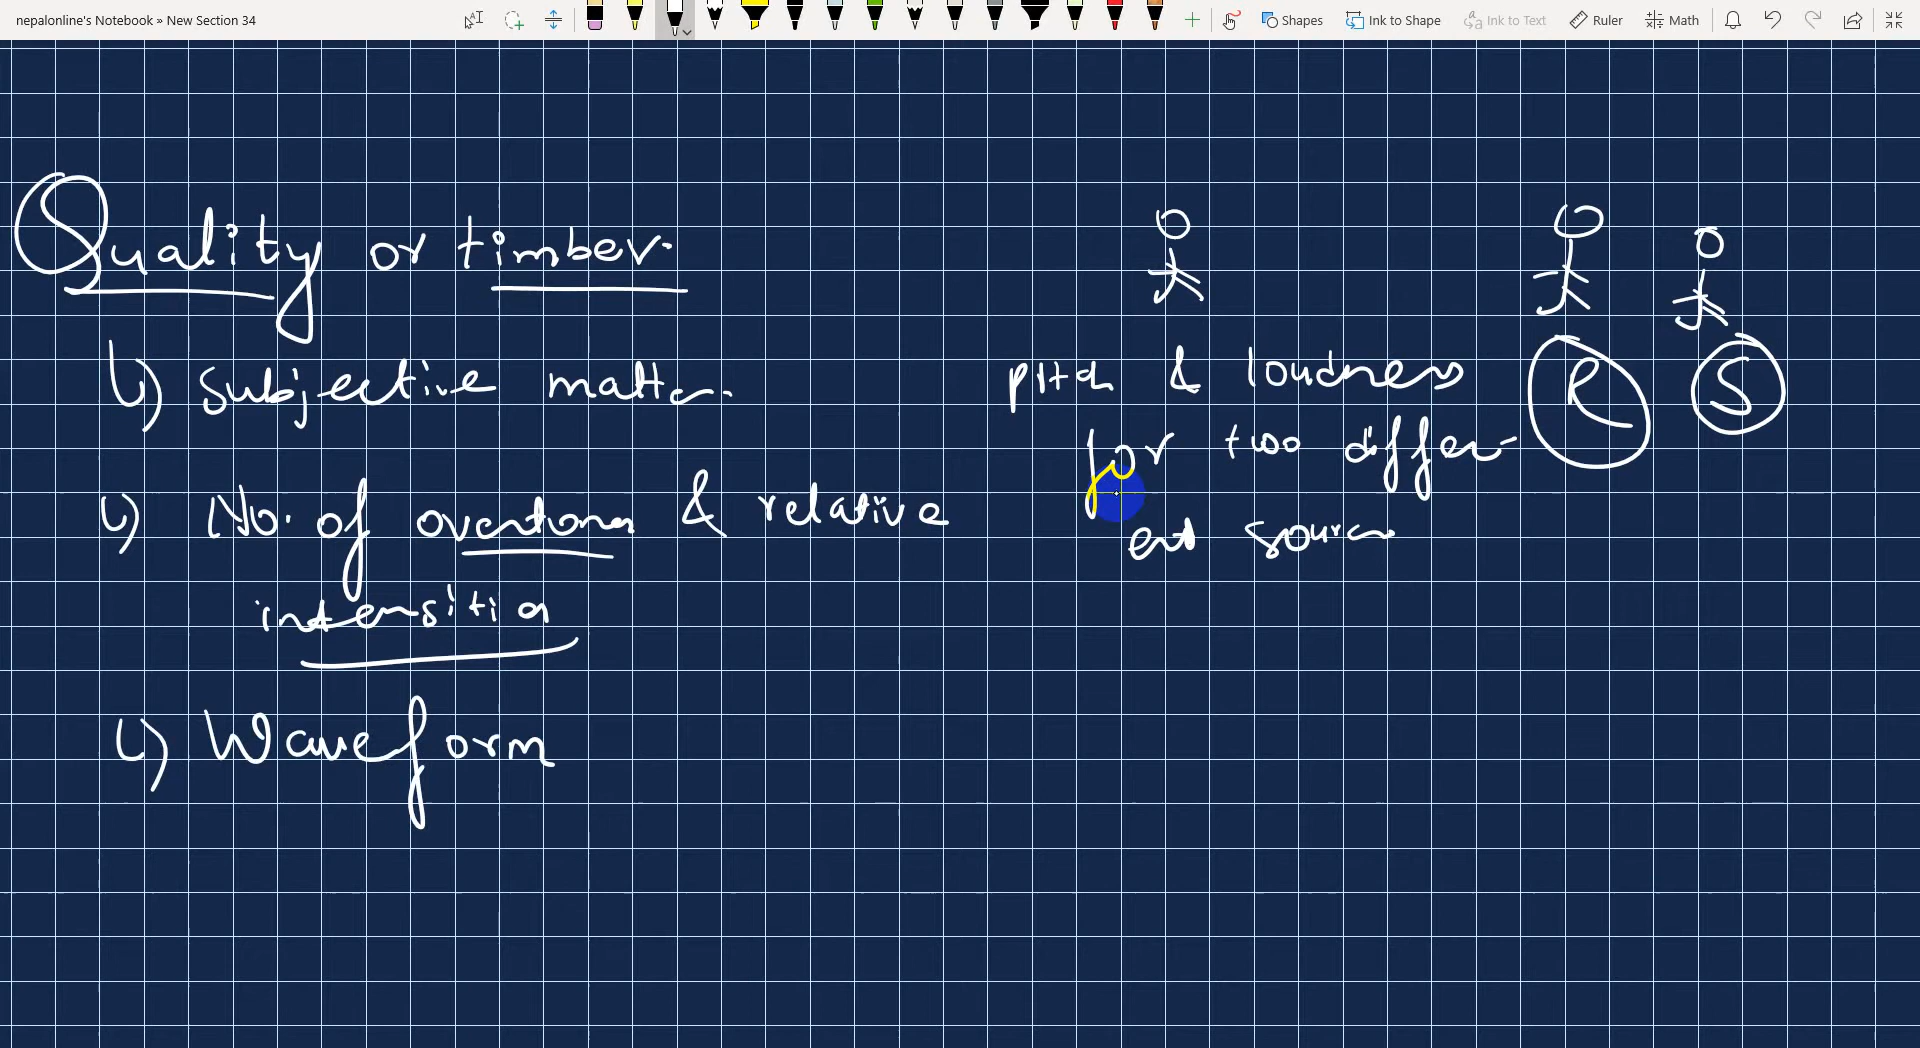 nepalonline's Notebook » New Section 34
Shapes
Ink to Shape
Ink to Text
Ruler
Math
Quality or timber.
↳ subjective matter.
↳ No. of overtones & relative
intensities
↳ Waveform
pitch & loudness
for two differ-
ent sources
R
S